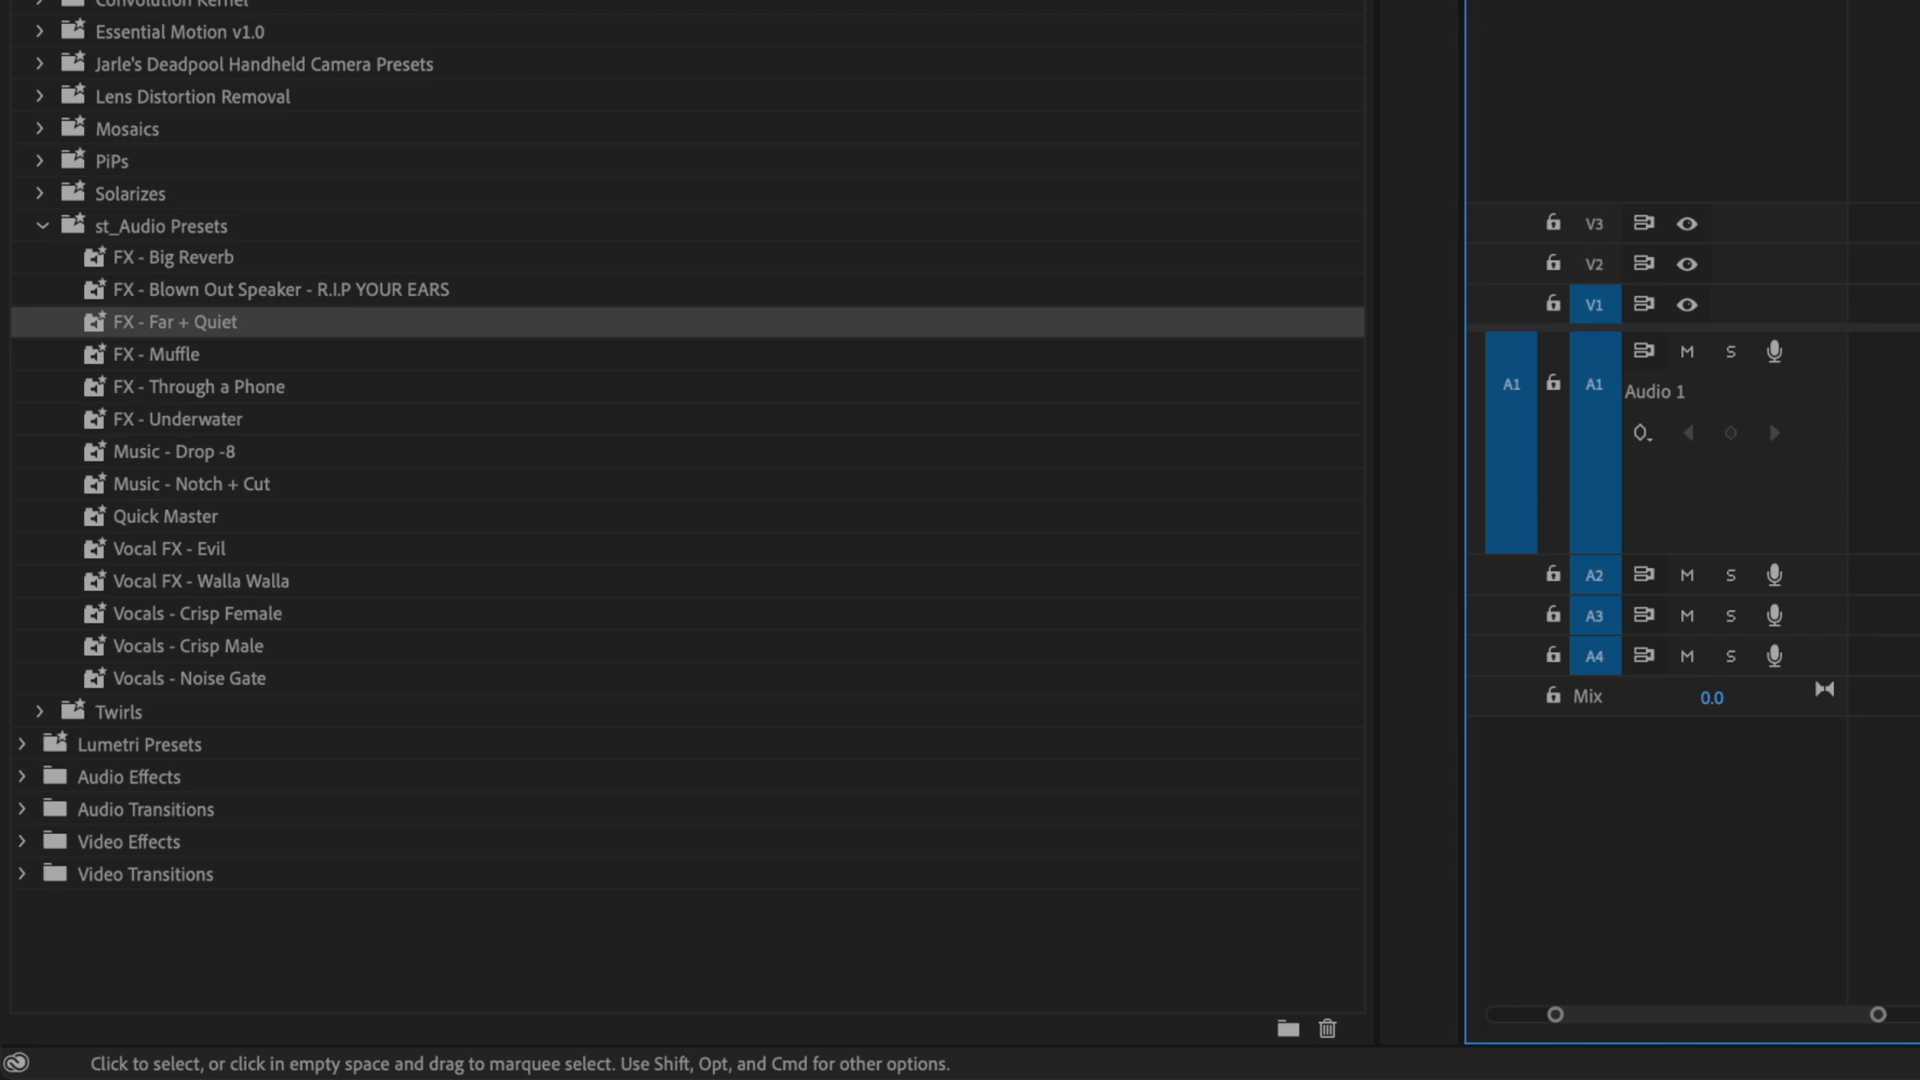 Convolution Kernel
Essential Motion v1.0
Jarle's Deadpool Handheld Camera Presets
Lens Distortion Removal
Mosaics
PiPs
Solarizes
st_Audio Presets
FX - Big Reverb
FX - Blown Out Speaker - R.I.P YOUR EARS
FX - Far + Quiet
FX - Muffle
FX - Through a Phone
FX - Underwater
Music - Drop -8
Music - Notch + Cut
Quick Master
Vocal FX - Evil
Vocal FX - Walla Walla
Vocals - Crisp Female
Vocals - Crisp Male
Vocals - Noise Gate
Twirls
Lumetri Presets
Audio Effects
Audio Transitions
Video Effects
Video Transitions
V3
V2
V1
M S
A1 A1
Audio 1
A2 M S
A3 M S
A4 M S
Mix 0.0
Click to select, or click in empty space and drag to marquee select. Use Shift, Opt, and Cmd for other options.